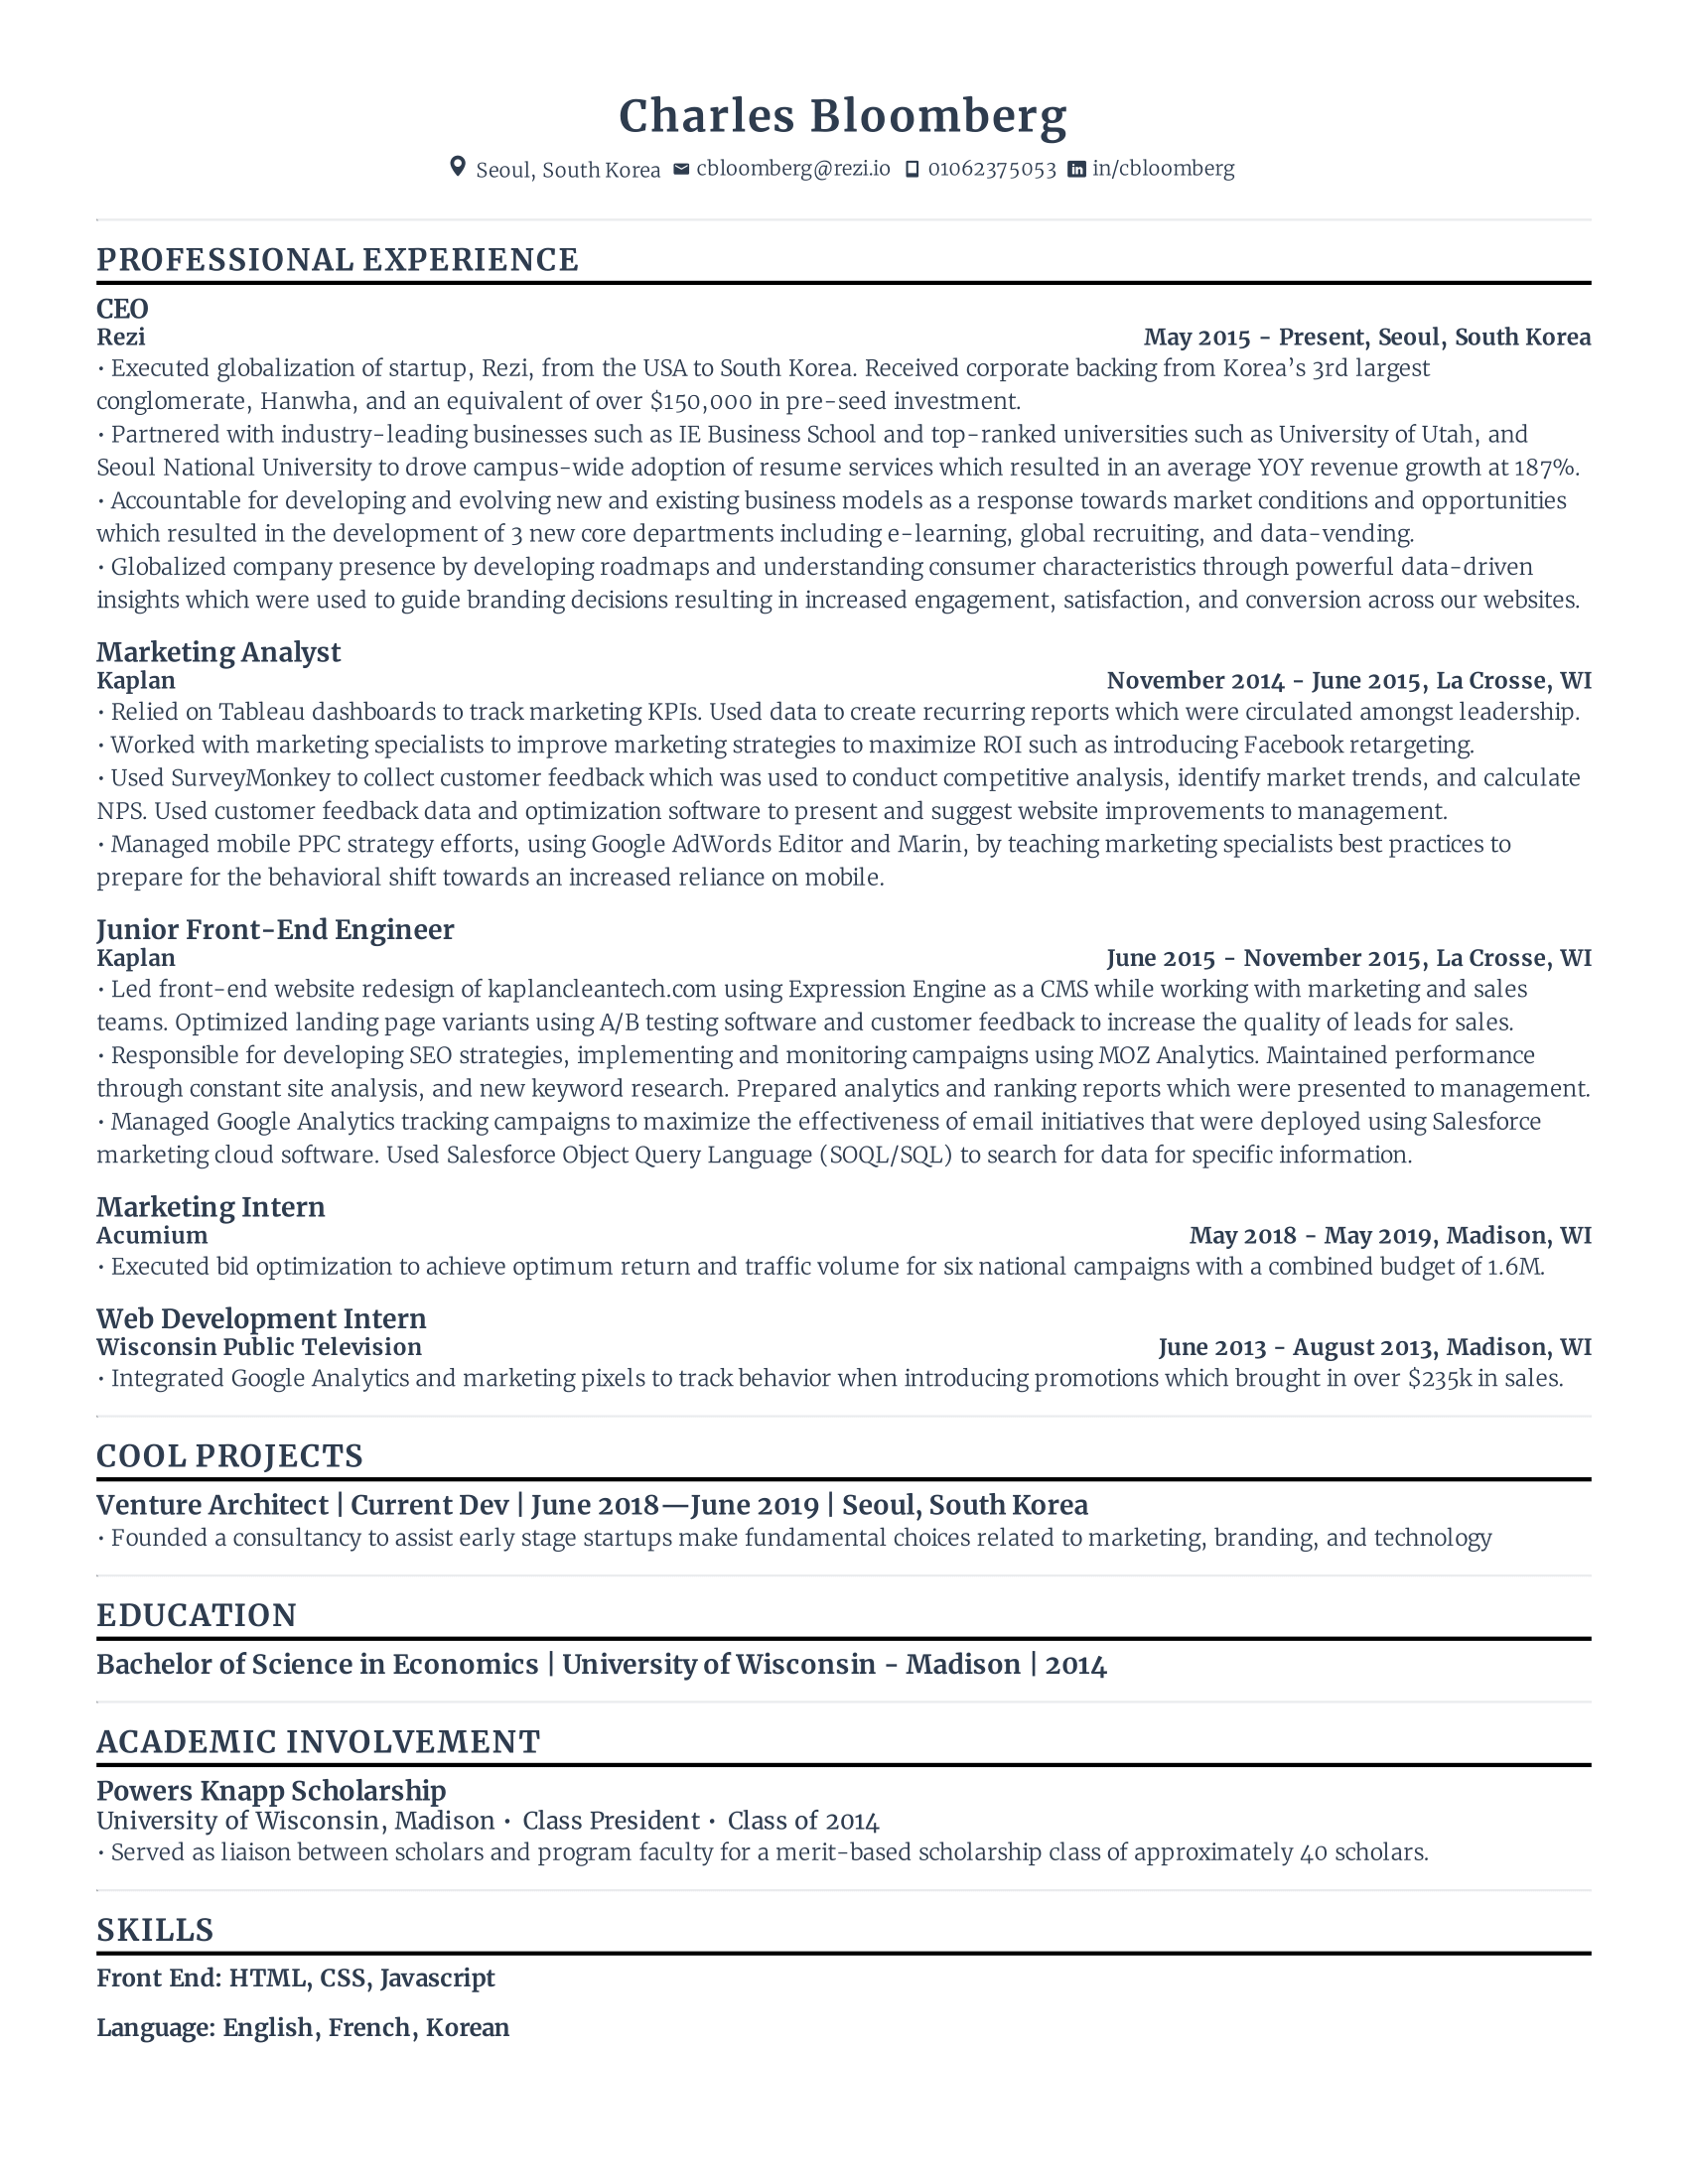 Charles Bloomberg
Seoul, South Korea cbloomberg@rezi.io 01062375053 in/cbloomberg
PROFESSIONAL EXPERIENCE
CEO
Rezi May 2015 - Present, Seoul, South Korea
• Executed globalization of startup, Rezi, from the USA to South Korea. Received corporate backing from Korea’s 3rd largest
conglomerate, Hanwha, and an equivalent of over $150,000 in pre-seed investment.
• Partnered with industry-leading businesses such as IE Business School and top-ranked universities such as University of Utah, and
Seoul National University to drove campus-wide adoption of resume services which resulted in an average YOY revenue growth at 187%.
• Accountable for developing and evolving new and existing business models as a response towards market conditions and opportunities
which resulted in the development of 3 new core departments including e-learning, global recruiting, and data-vending.
• Globalized company presence by developing roadmaps and understanding consumer characteristics through powerful data-driven
insights which were used to guide branding decisions resulting in increased engagement, satisfaction, and conversion across our websites.
Marketing Analyst
Kaplan November 2014 - June 2015, La Crosse, WI
• Relied on Tableau dashboards to track marketing KPIs. Used data to create recurring reports which were circulated amongst leadership.
• Worked with marketing specialists to improve marketing strategies to maximize ROI such as introducing Facebook retargeting.
• Used SurveyMonkey to collect customer feedback which was used to conduct competitive analysis, identify market trends, and calculate
NPS. Used customer feedback data and optimization software to present and suggest website improvements to management.
• Managed mobile PPC strategy efforts, using Google AdWords Editor and Marin, by teaching marketing specialists best practices to
prepare for the behavioral shift towards an increased reliance on mobile.
Junior Front-End Engineer
Kaplan June 2015 - November 2015, La Crosse, WI
• Led front-end website redesign of kaplancleantech.com using Expression Engine as a CMS while working with marketing and sales
teams. Optimized landing page variants using A/B testing software and customer feedback to increase the quality of leads for sales.
• Responsible for developing SEO strategies, implementing and monitoring campaigns using MOZ Analytics. Maintained performance
through constant site analysis, and new keyword research. Prepared analytics and ranking reports which were presented to management.
• Managed Google Analytics tracking campaigns to maximize the effectiveness of email initiatives that were deployed using Salesforce
marketing cloud software. Used Salesforce Object Query Language (SOQL/SQL) to search for data for specific information.
Marketing Intern
Acumium May 2018 - May 2019, Madison, WI
• Executed bid optimization to achieve optimum return and traffic volume for six national campaigns with a combined budget of 1.6M.
Web Development Intern
Wisconsin Public Television June 2013 - August 2013, Madison, WI
• Integrated Google Analytics and marketing pixels to track behavior when introducing promotions which brought in over $235k in sales.
COOL PROJECTS
Venture Architect | Current Dev | June 2018—June 2019 | Seoul, South Korea
• Founded a consultancy to assist early stage startups make fundamental choices related to marketing, branding, and technology
EDUCATION
Bachelor of Science in Economics | University of Wisconsin - Madison | 2014
ACADEMIC INVOLVEMENT
Powers Knapp Scholarship
University of Wisconsin, Madison • Class President • Class of 2014
• Served as liaison between scholars and program faculty for a merit-based scholarship class of approximately 40 scholars.
SKILLS
Front End: HTML, CSS, Javascript
Language: English, French, Korean